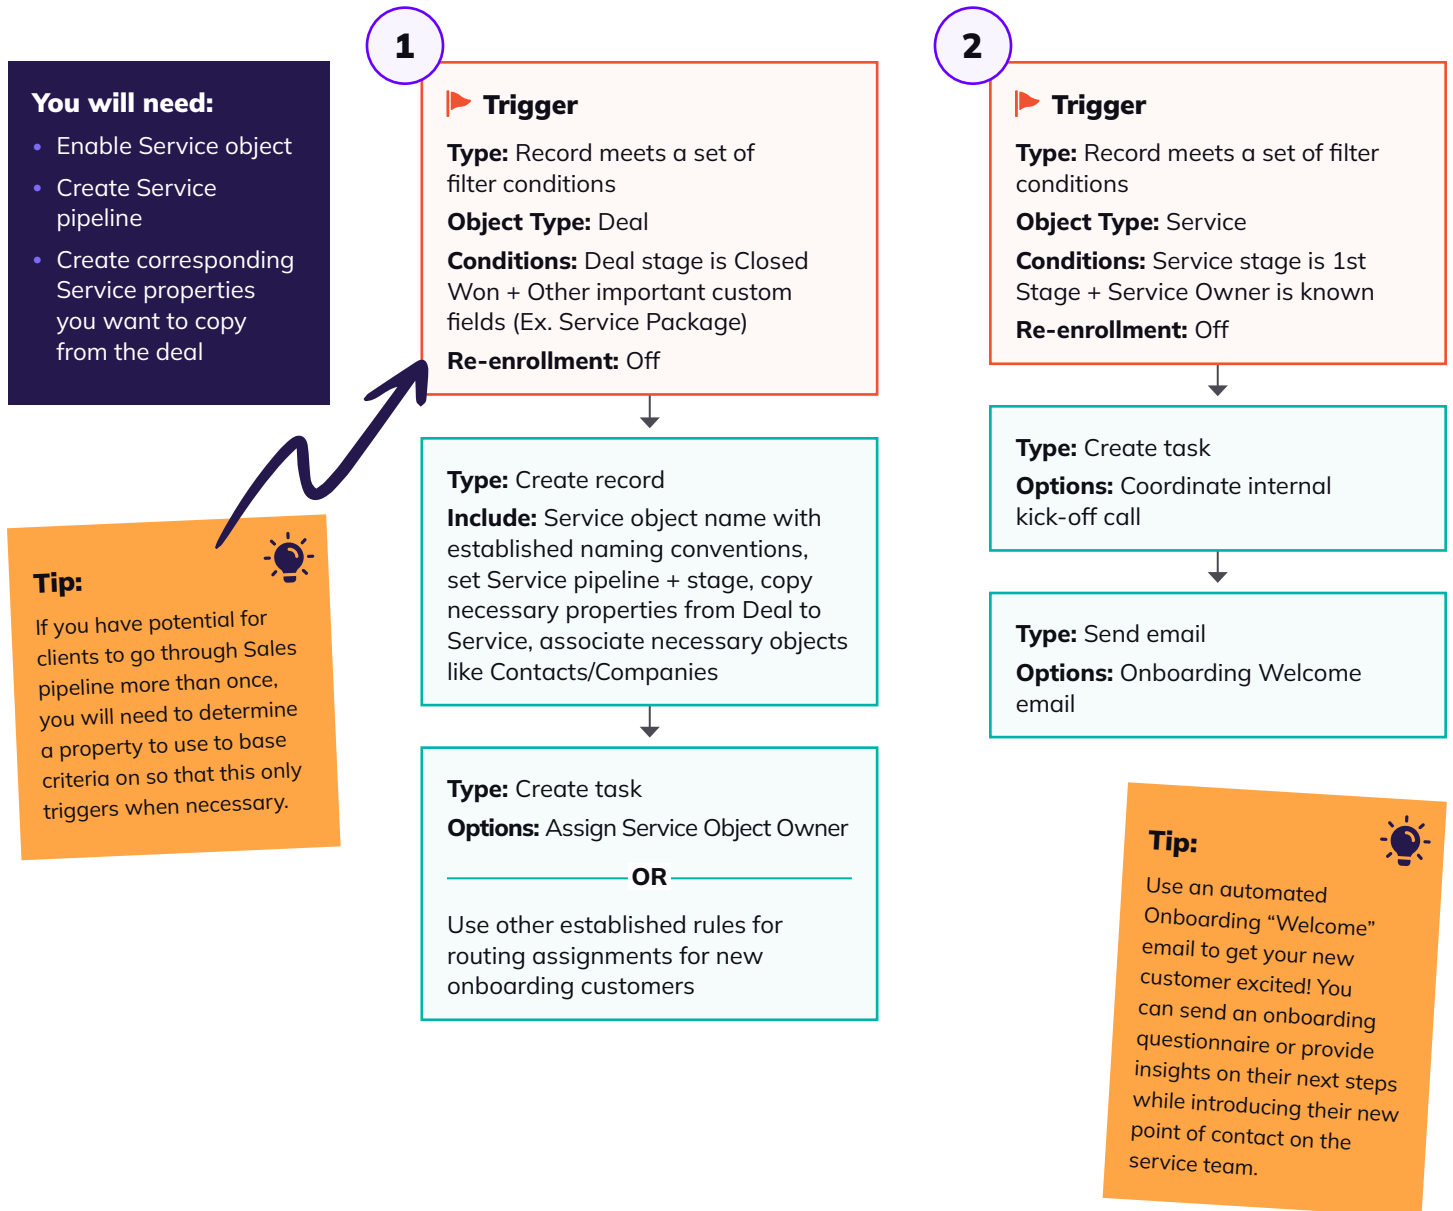 You will need:
• Enable Service object
• Create Service
pipeline
• Create corresponding
Service properties
you want to copy
from the deal
Tip:
If you have potential for
clients to go through Sales
pipeline more than once,
you will need to determine
a property to use to base
criteria on so that this only
triggers when necessary.
1
Trigger
Type: Record meets a set of
filter conditions
Object Type: Deal
Conditions: Deal stage is Closed
Won + Other important custom
fields (Ex. Service Package)
Re-enrollment: Off
Type: Create record
Include: Service object name with
established naming conventions,
set Service pipeline + stage, copy
necessary properties from Deal to
Service, associate necessary objects
like Contacts/Companies
Type: Create task
Options: Assign Service Object Owner
OR
Use other established rules for
routing assignments for new
onboarding customers
2
Trigger
Type: Record meets a set of filter
conditions
Object Type: Service
Conditions: Service stage is 1st
Stage + Service Owner is known
Re-enrollment: Off
Type: Create task
Options: Coordinate internal
kick-off call
Type: Send email
Options: Onboarding Welcome
email
Tip:
Use an automated
Onboarding “Welcome”
email to get your new
customer excited! You
can send an onboarding
questionnaire or provide
insights on their next steps
while introducing their new
point of contact on the
service team.